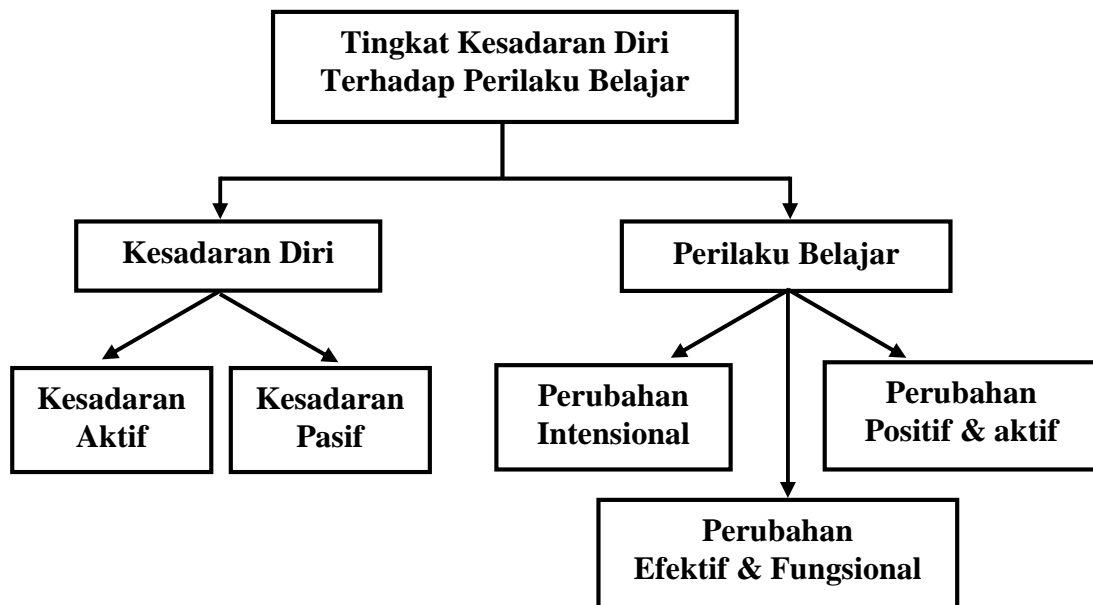 Tingkat Kesadaran Diri
Terhadap Perilaku Belajar
Kesadaran Diri
Perilaku Belajar
Kesadaran
Aktif
Kesadaran
Pasif
Perubahan
Intensional
Perubahan
Positif & aktif
Perubahan
Efektif & Fungsional